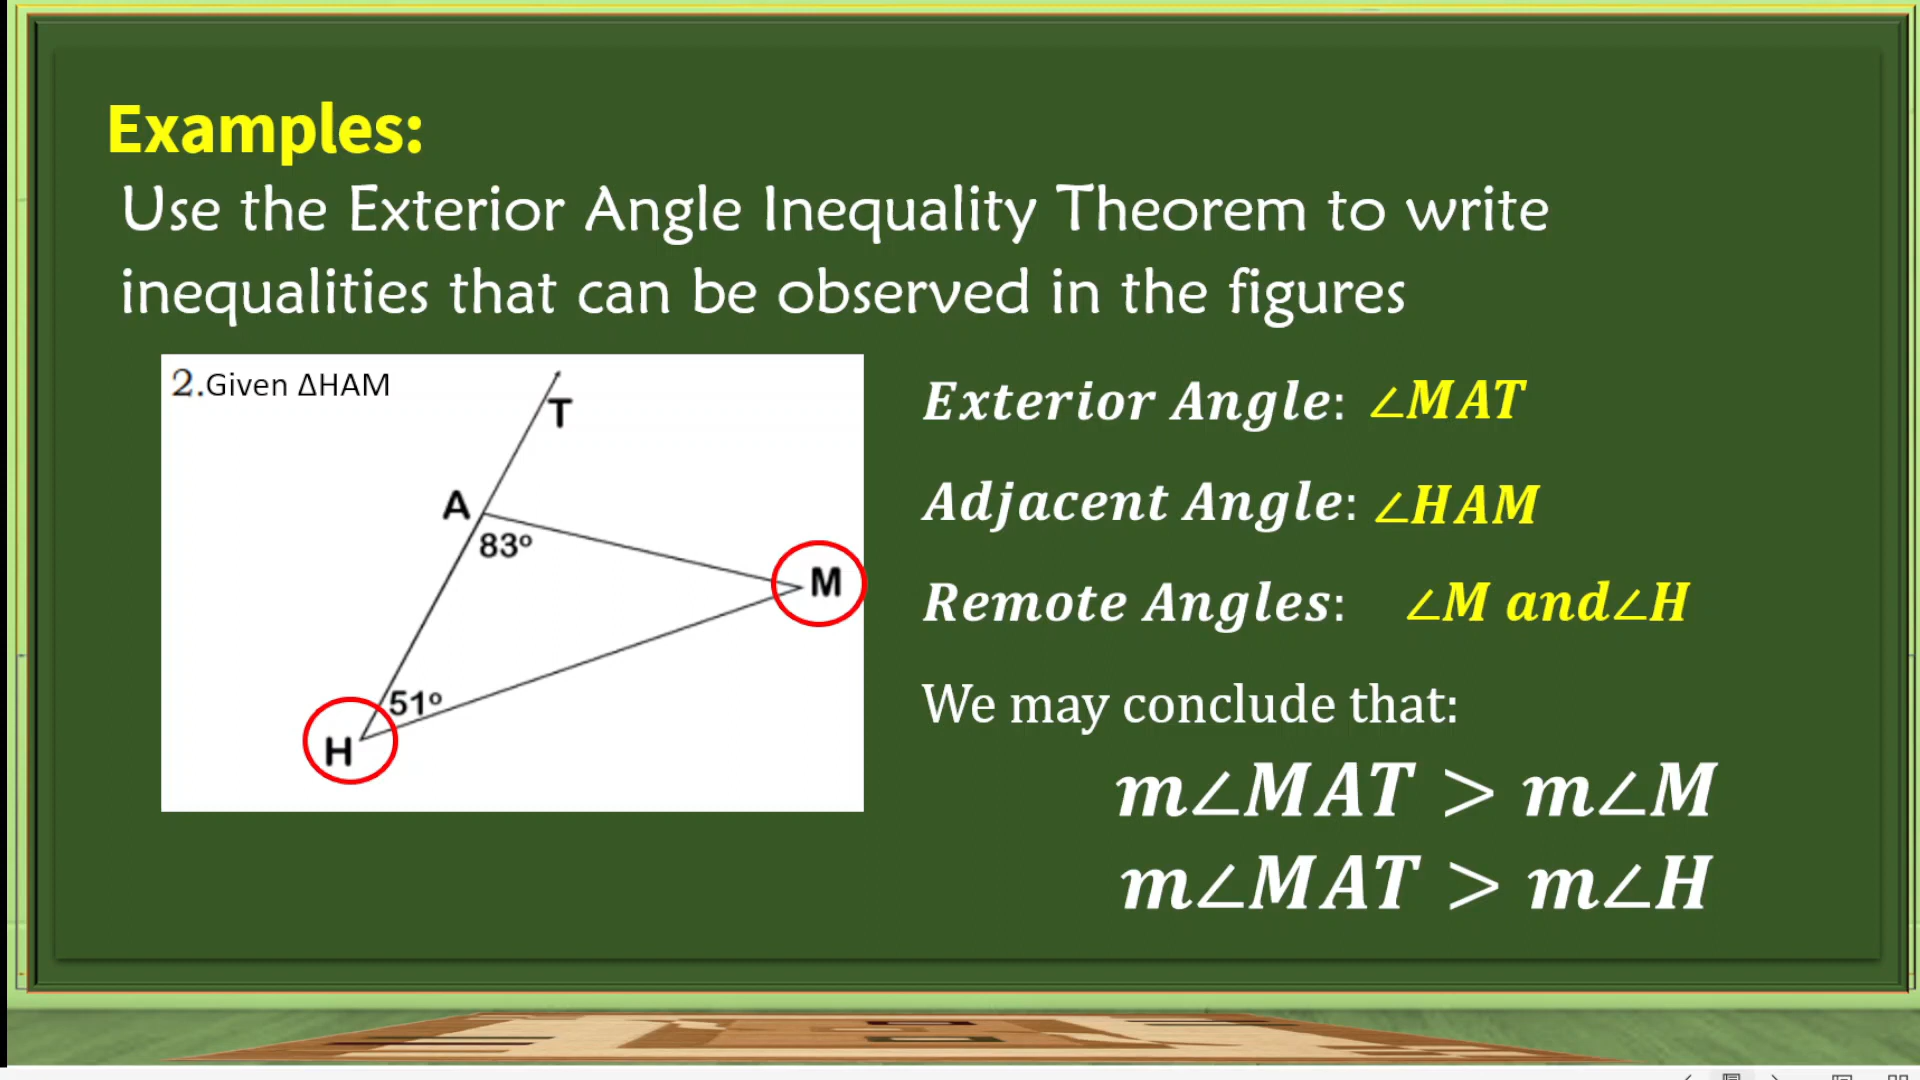 Examples:
Use the Exterior Angle Inequality Theorem to write
inequalities that can be observed in the figures
2.Given ΔHAM
T
A
83º
M
51º
H
Exterior Angle: ∠MAT
Adjacent Angle: ∠HAM
Remote Angles: ∠M and∠H
We may conclude that:
m∠MAT > m∠M
m∠MAT > m∠H